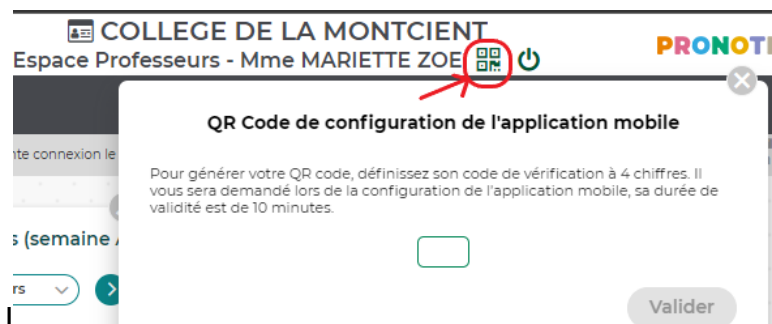 COLLEGE DE LA MONTCIENT
Espace Professeurs - Mme MARIETTE ZOE
PRONOT
QR Code de configuration de l'application mobile
nte connexion le
Pour générer votre QR code, définissez son code de vérification à 4 chiffres. Il
vous sera demandé lors de la configuration de l'application mobile, sa durée de
validité est de 10 minutes.
s (semaine
rs
Valider